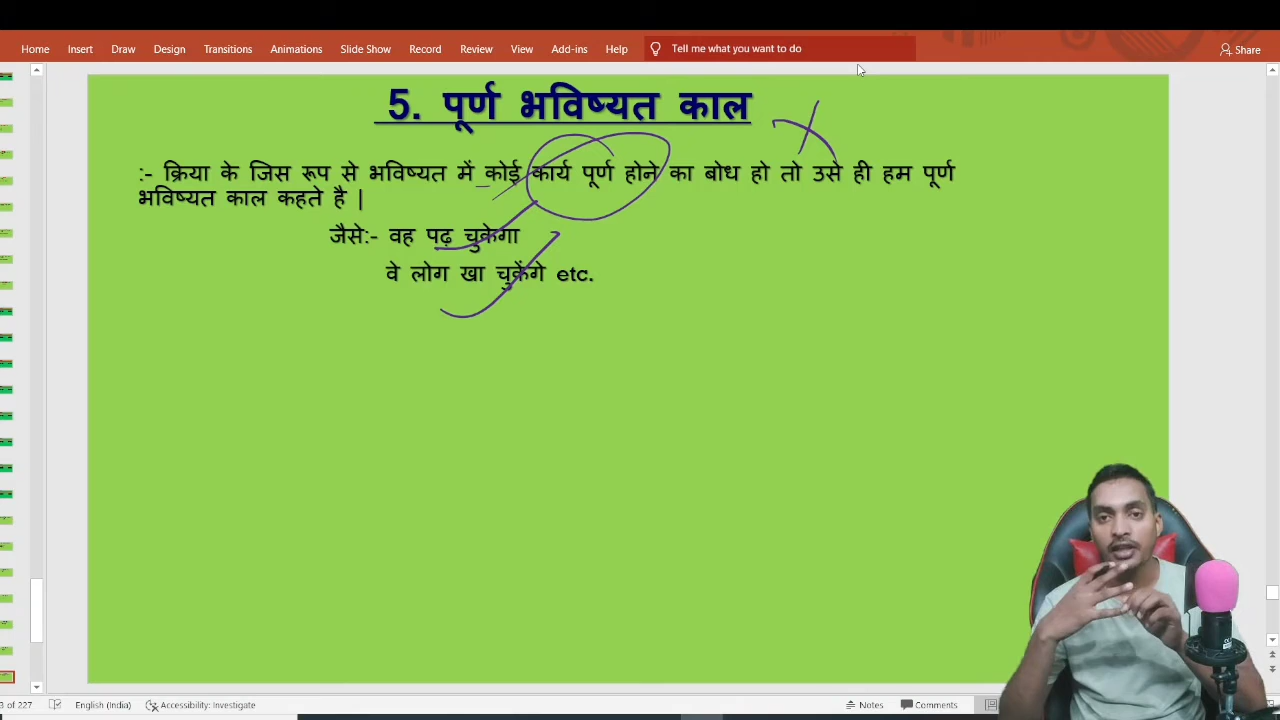 Home Insert Draw Design Transitions Animations Slide Show Record Review View Add-ins Help Tell me what you want to do Share
5. पूर्ण भविष्यत काल
:- क्रिया के जिस रूप से भविष्यत में कोई कार्य पूर्ण होने का बोध हो तो उसे ही हम पूर्ण
भविष्यत काल कहते है |
जैसे:- वह पढ़ चुकेगा
वे लोग खा चुकेंगे etc.
3 of 227 English (India) Accessibility: Investigate Notes Comments